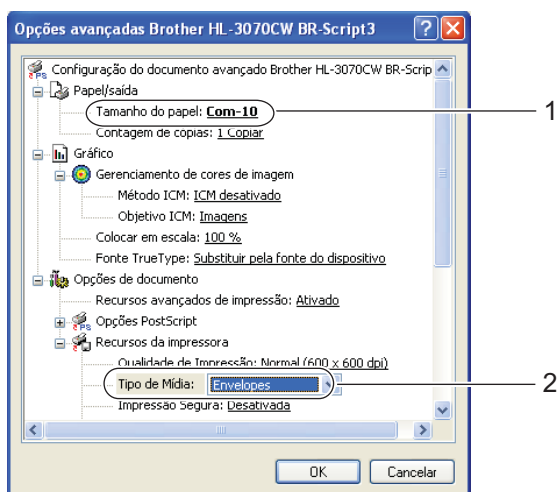 Opções avançadas Brother HL-3070CW BR-Script3
Configuração do documento avançado Brother HL-3070CW BR-Scrip
Papel/saída
Tamanho do papel: Com-10
1
Contagem de copias: 1 Copiar
Gráfico
Gerenciamento de cores de imagem
Método ICM: ICM desativado
Objetivo ICM: Imagens
Colocar em escala: 100 %
Fonte TrueType: Substituir pela fonte do dispositivo
Opções de documento
Recursos avançados de impressão: Ativado
Opções PostScript
Recursos da impressora
Qualidade de Impressão: Normal (600 x 600 dpi)
Tipo de Mídia: Envelopes
2
Impressão Segura: Desativada
OK Cancelar